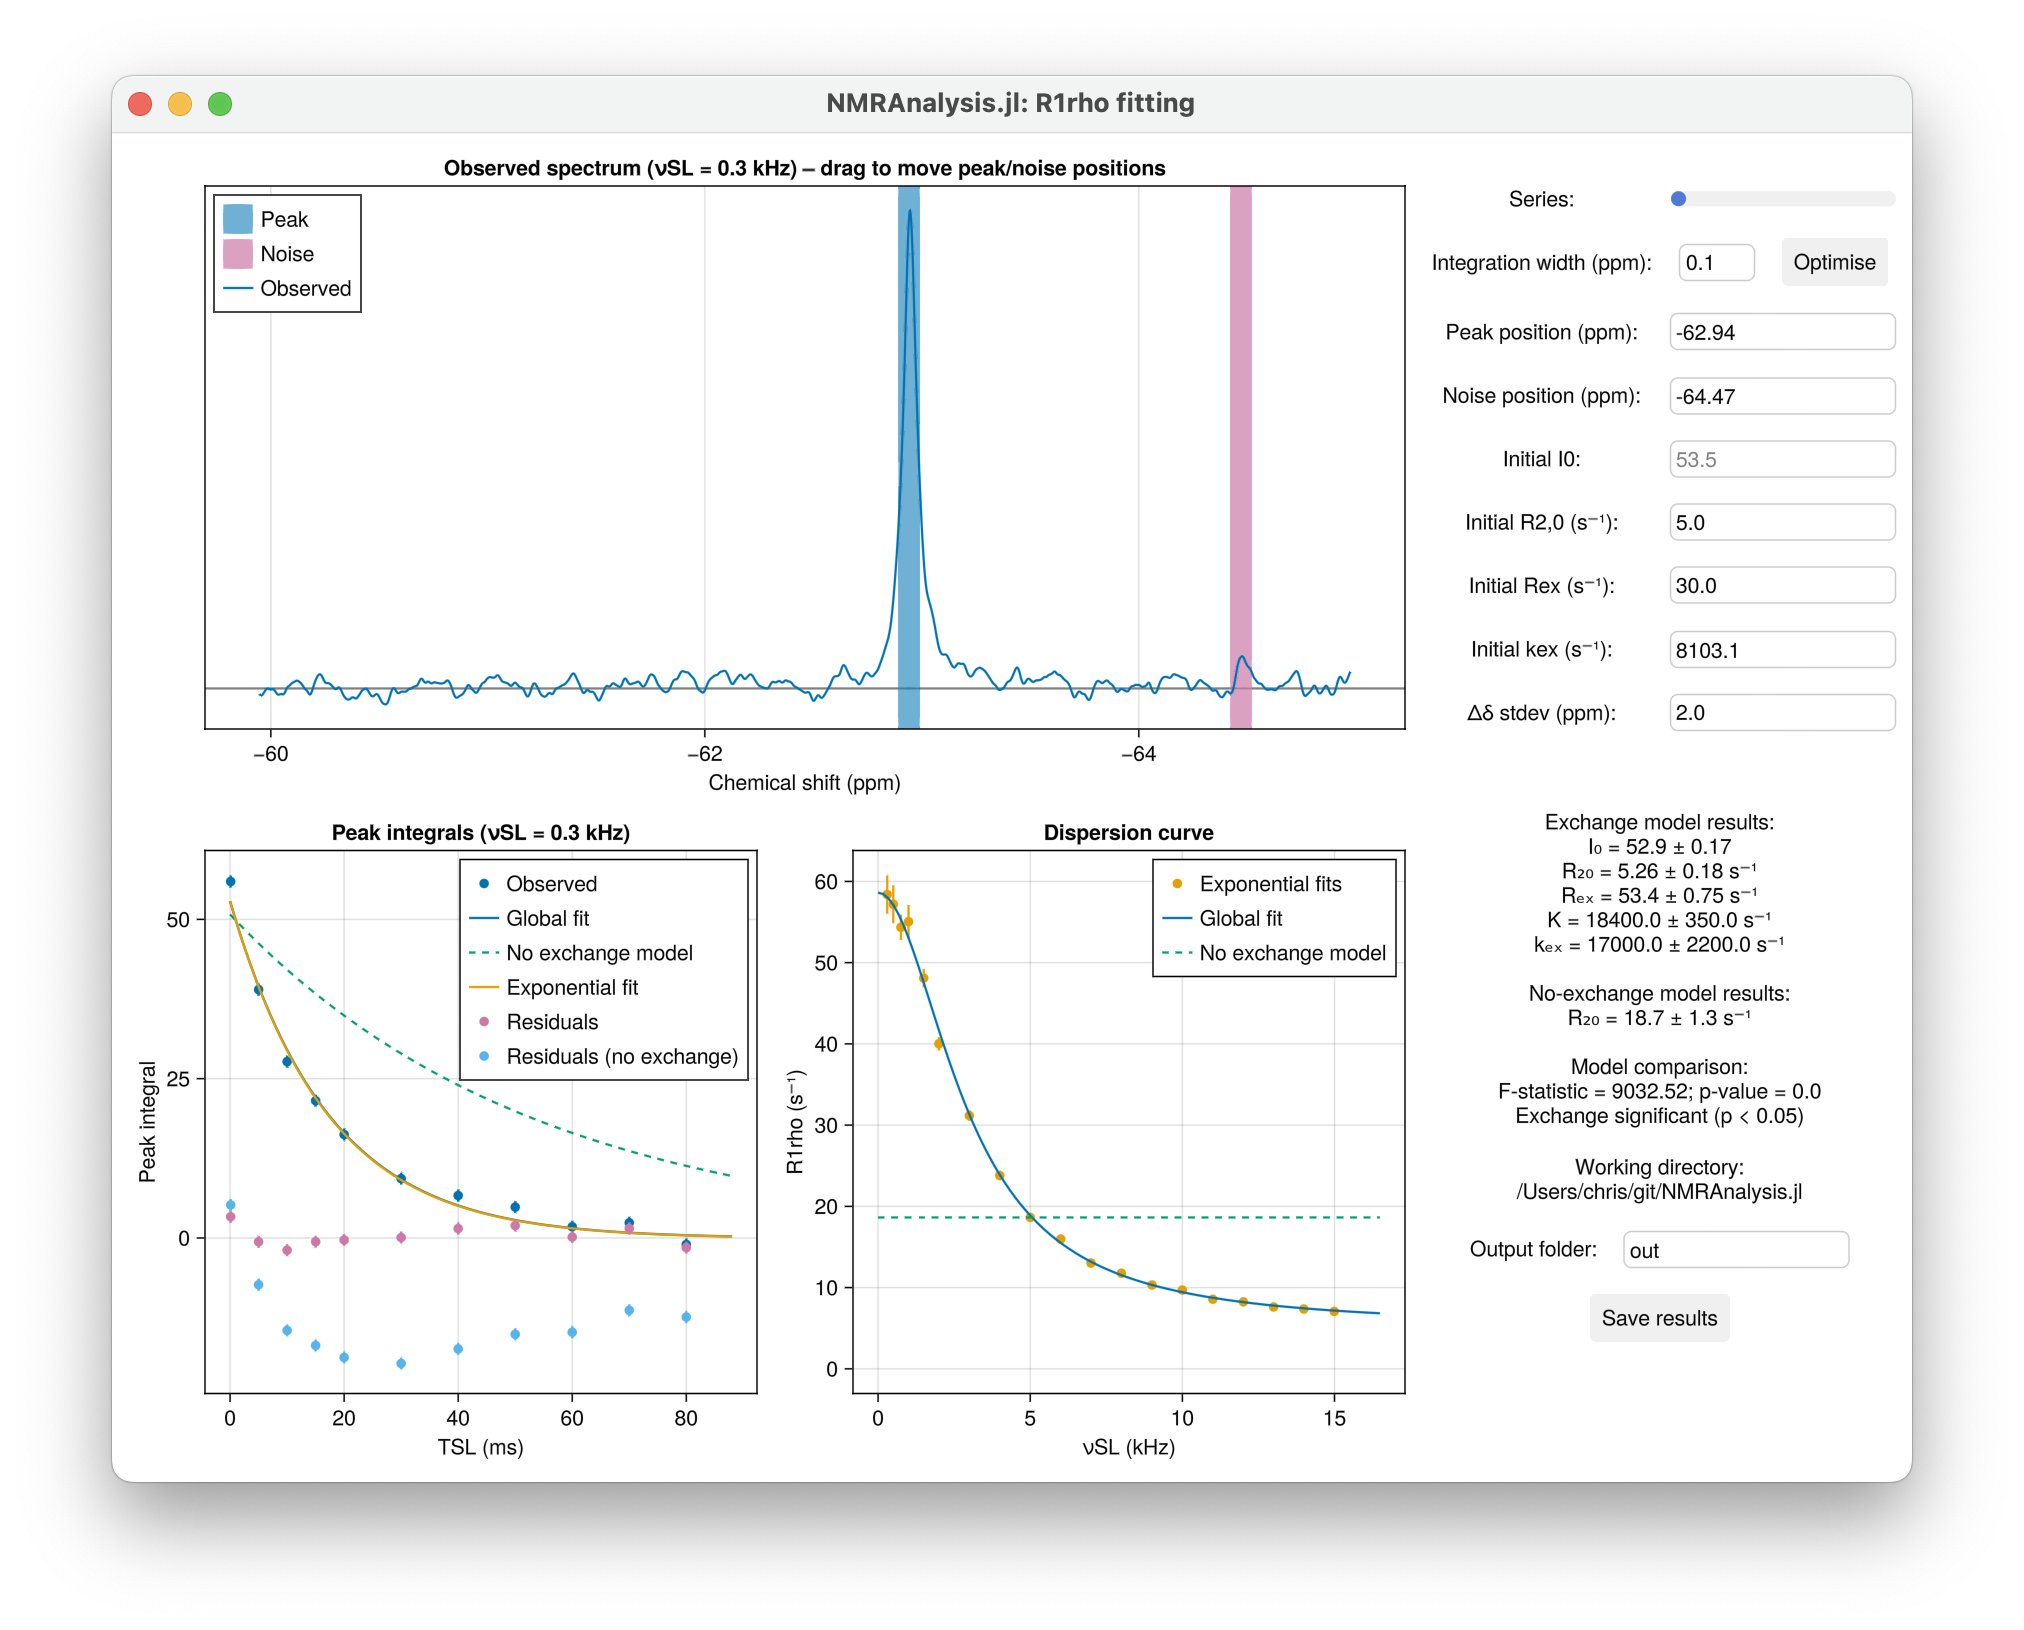 NMRAnalysis.jl: R1rho fitting
Observed spectrum (νSL = 0.3 kHz) – drag to move peak/noise positions
Peak
Noise
Observed
−60
−62
−64
Chemical shift (ppm)
Series:
Integration width (ppm): 0.1 Optimise
Peak position (ppm): -62.94
Noise position (ppm): -64.47
Initial I0: 53.5
Initial R2,0 (s⁻¹): 5.0
Initial Rex (s⁻¹): 30.0
Initial kex (s⁻¹): 8103.1
Δδ stdev (ppm): 2.0
Peak integrals (νSL = 0.3 kHz)
Observed
Global fit
No exchange model
Exponential fit
Residuals
Residuals (no exchange)
50
25
0
Peak integral
0 20 40 60 80
TSL (ms)
Dispersion curve
Exponential fits
Global fit
No exchange model
60
50
40
30
20
10
0
R1rho (s⁻¹)
0 5 10 15
νSL (kHz)
Exchange model results:
I₀ = 52.9 ± 0.17
R₂₀ = 5.26 ± 0.18 s⁻¹
Rₑₓ = 53.4 ± 0.75 s⁻¹
K = 18400.0 ± 350.0 s⁻¹
kₑₓ = 17000.0 ± 2200.0 s⁻¹
No-exchange model results:
R₂₀ = 18.7 ± 1.3 s⁻¹
Model comparison:
F-statistic = 9032.52; p-value = 0.0
Exchange significant (p < 0.05)
Working directory:
/Users/chris/git/NMRAnalysis.jl
Output folder: out
Save results